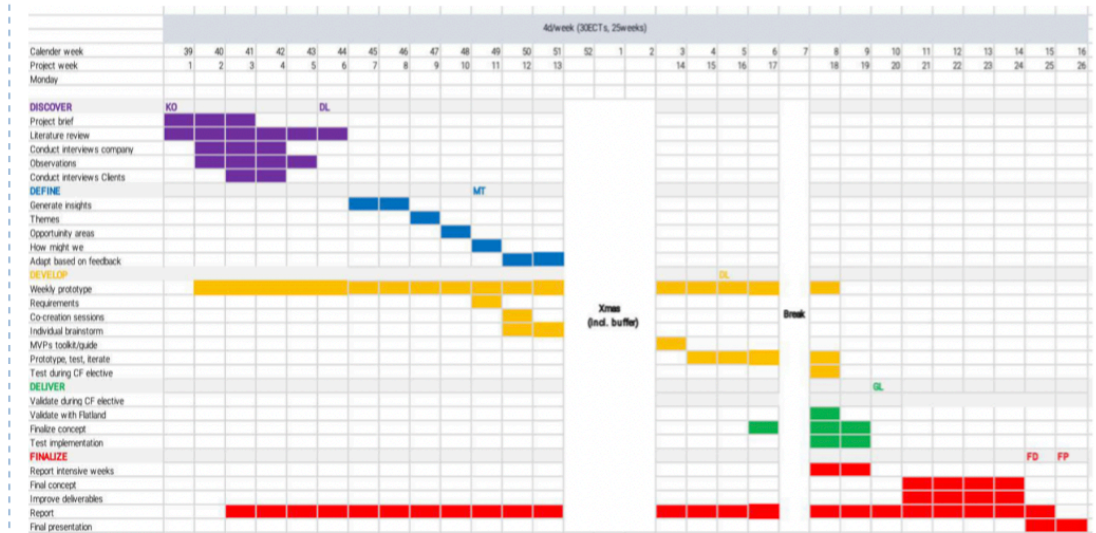 4d/week (30ECTs, 25weeks)
Calender week 39 40 41 42 43 44 45 46 47 48 49 50 51 52 1 2 3 4 5 6 7 8 9 10 11 12 13 14 15 16
Project week 1 2 3 4 5 6 7 8 9 10 11 12 13 14 15 16 17 18 19 20 21 22 23 24 25 26
Monday
DISCOVER KO DL
Project brief
Literature review
Conduct interviews company
Observations
Conduct interviews Clients
DEFINE MT
Generate insights
Themes
Opportuinity areas
How might we
Adapt based on feedback
DEVELOP DL
Weekly prototype
Requirements
Co-creation sessions
Xmas
(incl. buffer)
Break
Individual brainstorm
MVPs toolkit/guide
Prototype, test, iterate
Test during CF elective
DELIVER GL
Validate during CF elective
Validate with Flatland
Finalize concept
Test implementation
FINALIZE FD FP
Report intensive weeks
Final concept
Improve deliverables
Report
Final presentation